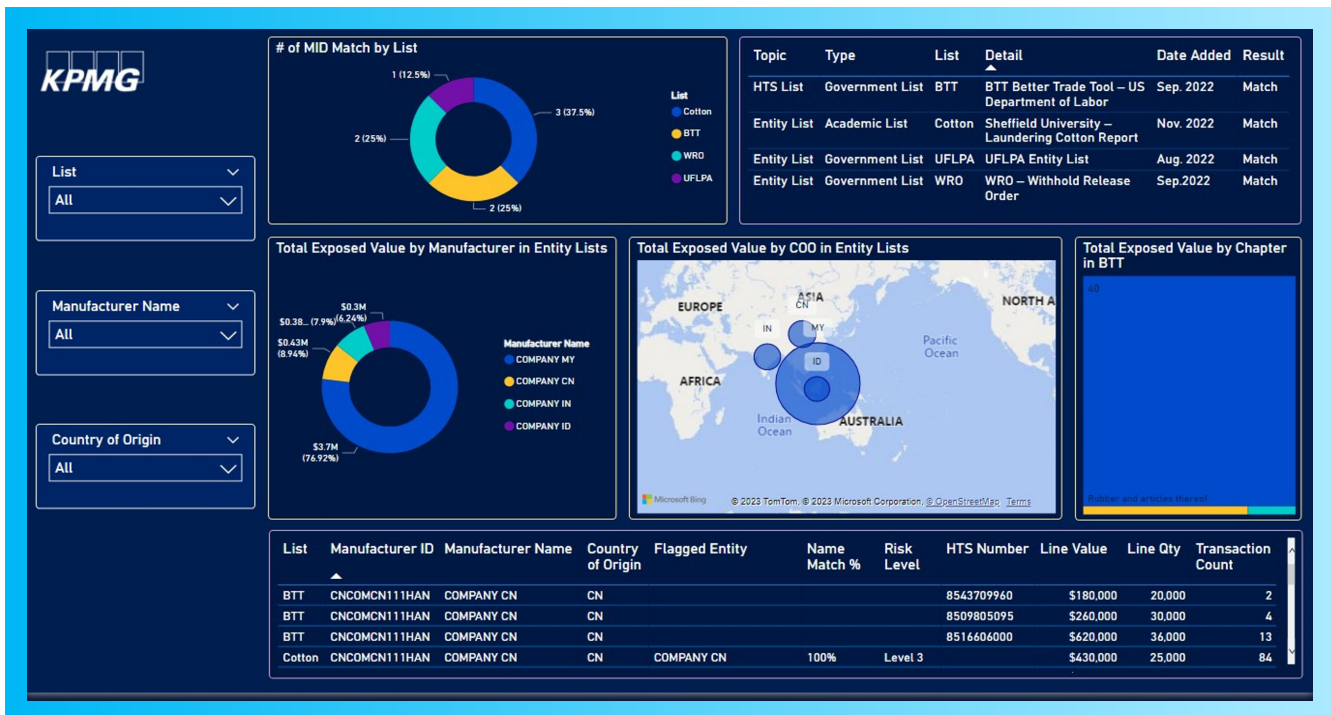 KPMG
List
All
Manufacturer Name
All
Country of Origin
All
# of MID Match by List
1 (12.5%)
3 (37.5%)
2 (25%)
2 (25%)
List
Cotton
BTT
WRO
UFLPA
Topic Type List Detail Date Added Result
HTS List Government List BTT BTT Better Trade Tool – US Sep. 2022 Match
Department of Labor
Entity List Academic List Cotton Sheffield University – Nov. 2022 Match
Laundering Cotton Report
Entity List Government List UFLPA UFLPA Entity List Aug. 2022 Match
Entity List Government List WRO WRO – Withhold Release Sep.2022 Match
Order
Total Exposed Value by Manufacturer in Entity Lists
$0.3M
(6.24%)
$0.38... (7.9%)
$0.43M
(8.94%)
$3.7M
(76.92%)
Manufacturer Name
COMPANY MY
COMPANY CN
COMPANY IN
COMPANY ID
Total Exposed Value by COO in Entity Lists
EUROPE
ASIA
CN
NORTH A
IN
MY
Pacific
Ocean
ID
AFRICA
Indian
Ocean
AUSTRALIA
Microsoft Bing
© 2023 TomTom, © 2023 Microsoft Corporation, © OpenStreetMap Terms
Total Exposed Value by Chapter
in BTT
40
Rubber and articles thereof
List Manufacturer ID Manufacturer Name Country Flagged Entity Name Risk HTS Number Line Value Line Qty Transaction
of Origin Match % Level Count
BTT CNCOMCN111HAN COMPANY CN CN 8543709960 $180,000 20,000 2
BTT CNCOMCN111HAN COMPANY CN CN 8509805095 $260,000 30,000 4
BTT CNCOMCN111HAN COMPANY CN CN 8516606000 $620,000 36,000 13
Cotton CNCOMCN111HAN COMPANY CN CN COMPANY CN 100% Level 3 $430,000 25,000 84